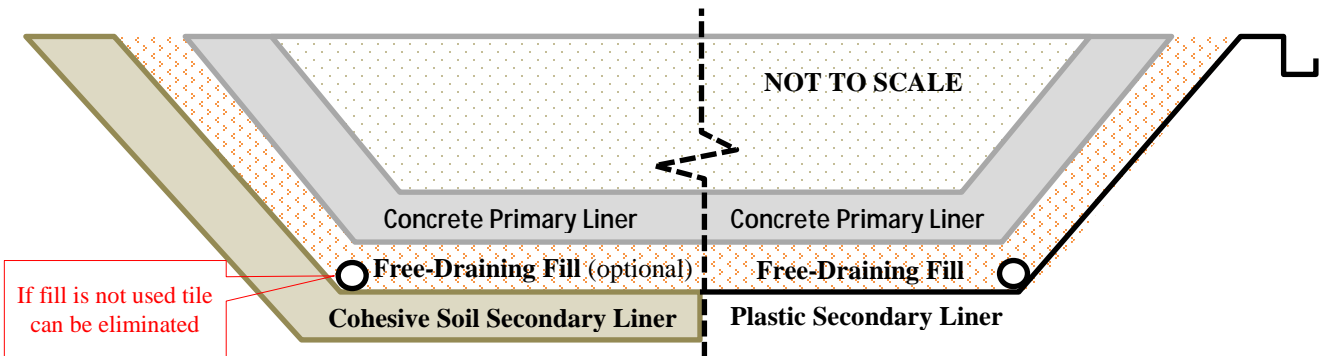 NOT TO SCALE
Concrete Primary Liner
Concrete Primary Liner
Free-Draining Fill (optional)
Free-Draining Fill
If fill is not used tile
can be eliminated
Cohesive Soil Secondary Liner
Plastic Secondary Liner